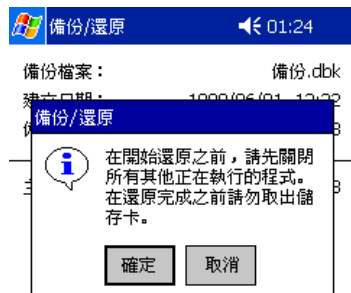 備份/還原 01:24
備份檔案： 備份.dbk
備份/還原
在開始還原之前，請先關閉
所有其他正在執行的程式。
在還原完成之前請勿取出儲
存卡。
確定 取消